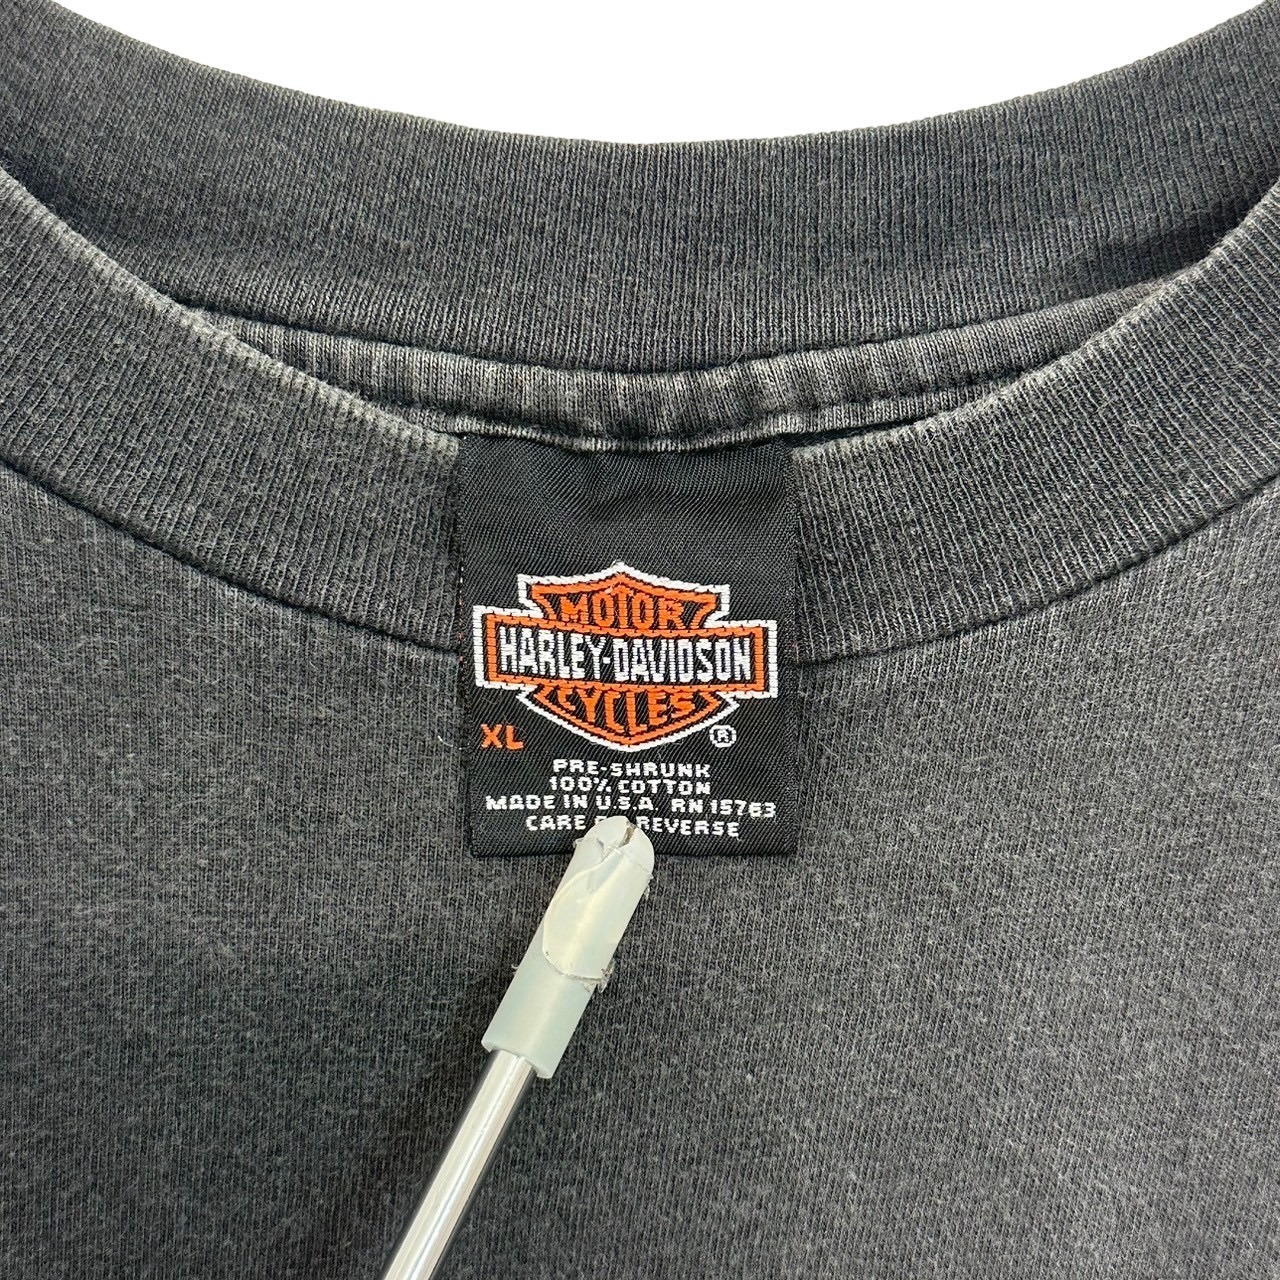 MOTOR
HARLEY-DAVIDSON
CYCLES
XL ®
PRE-SHRUNK
100% COTTON
MADE IN U.S.A. RN 15763
CARE REVERSE